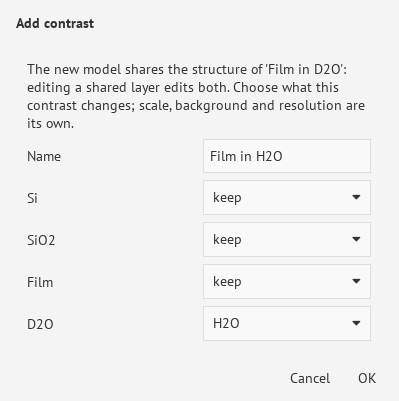 Add contrast
The new model shares the structure of 'Film in D2O':
editing a shared layer edits both. Choose what this
contrast changes; scale, background and resolution are
its own.
Name Film in H2O
Si keep
SiO2 keep
Film keep
D2O H2O
Cancel OK